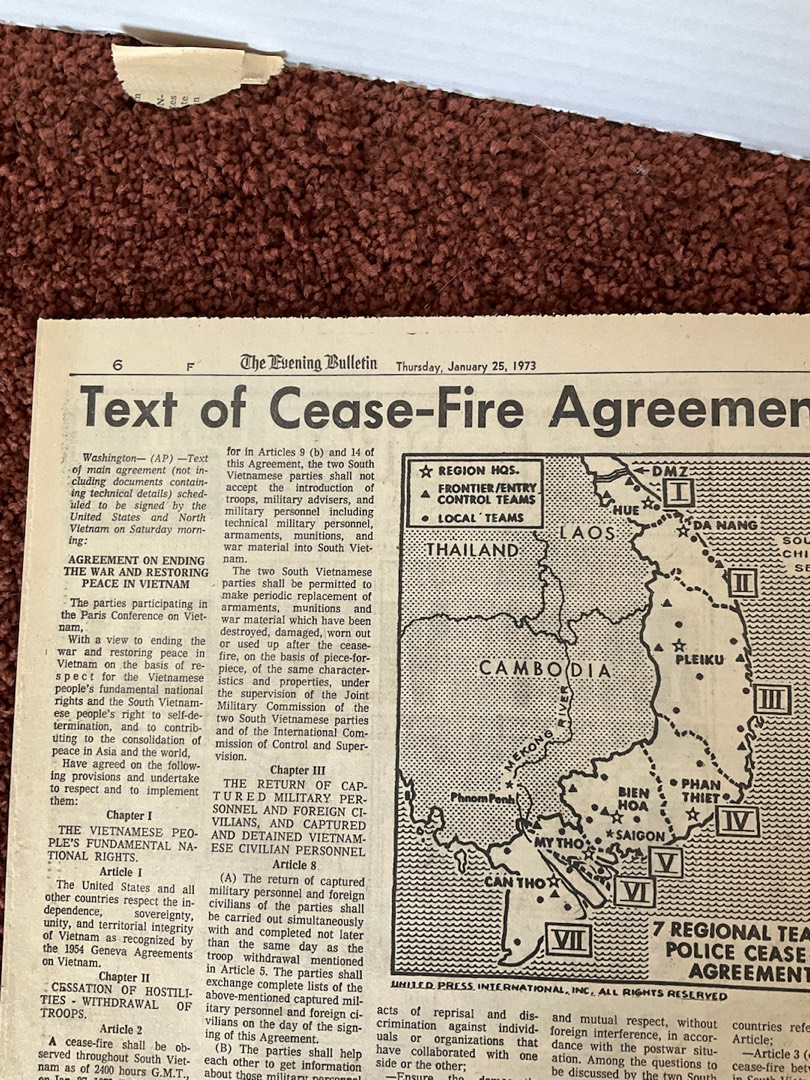 6 F The Evening Bulletin Thursday, January 25, 1973
Text of Cease-Fire Agreemen
Washington— (AP) —Text
of main agreement (not in-
cluding documents contain-
ing technical details) sched-
uled to be signed by the
United States and North
Vietnam on Saturday morn-
ing:
AGREEMENT ON ENDING
THE WAR AND RESTORING
PEACE IN VIETNAM
The parties participating in
the Paris Conference on Viet-
nam,
With a view to ending the
war and restoring peace in
Vietnam on the basis of re-
spect for the Vietnamese
people's fundamental national
rights and the South Vietnam-
ese people's right to self-de-
termination, and to contrib-
uting to the consolidation of
peace in Asia and the world,
Have agreed on the follow-
ing provisions and undertake
to respect and to implement
them:
Chapter I
THE VIETNAMESE PEO-
PLE'S FUNDAMENTAL NA-
TIONAL RIGHTS.
Article I
The United States and all
other countries respect the in-
dependence, sovereignty,
unity, and territorial integrity
of Vietnam as recognized by
the 1954 Geneva Agreements
on Vietnam.
Chapter II
CESSATION OF HOSTILI-
TIES - WITHDRAWAL OF
TROOPS.
Article 2
A cease-fire shall be ob-
served throughout South Viet-
nam as of 2400 hours G.M.T.,
for in Articles 9 (b) and 14 of
this Agreement, the two South
Vietnamese parties shall not
accept the introduction of
troops, military advisers, and
military personnel including
technical military personnel,
armaments, munitions, and
war material into South Viet-
nam.
The two South Vietnamese
parties shall be permitted to
make periodic replacement of
armaments, munitions and
war material which have been
destroyed, damaged, worn out
or used up after the cease-
fire, on the basis of piece-for-
piece, of the same character-
istics and properties, under
the supervision of the Joint
Military Commission of the
two South Vietnamese parties
and of the International Com-
mission of Control and Super-
vision.
Chapter III
THE RETURN OF CAP-
TURED MILITARY PER-
SONNEL AND FOREIGN CI-
VILIANS, AND CAPTURED
AND DETAINED VIETNAM-
ESE CIVILIAN PERSONNEL
Article 8
(A) The return of captured
military personnel and foreign
civilians of the parties shall
be carried out simultaneously
with and completed not later
than the same day as the
troop withdrawal mentioned
in Article 5. The parties shall
exchange complete lists of the
above-mentioned captured mil-
itary personnel and foreign ci-
vilians on the day of the sign-
ing of this Agreement.
(B) The parties shall help
each other to get information
about those military personnel
REGION HQS.
FRONTIER/ENTRY
CONTROL TEAMS
LOCAL TEAMS
DMZ
I
HUE
DA NANG
LAOS
THAILAND
SOU
CHI
SE
II
PLEIKU
CAMBODIA
III
MEKONG RIVER
PhnomPenh
BIEN
HOA
PHAN
THIET
IV
SAIGON
MY THO
V
CAN THO
VI
VII
7 REGIONAL TEA
POLICE CEASE
AGREEMENT
UNITED PRESS INTERNATIONAL, INC, ALL RIGHTS RESERVED
acts of reprisal and dis-
crimination against individ-
uals or organizations that
have collaborated with one
side or the other;
and mutual respect, without
foreign interference, in accor-
dance with the postwar situ-
ation. Among the questions to
be discussed by the two South
countries refe
Article;
—Article 3 (
cease-fire bec